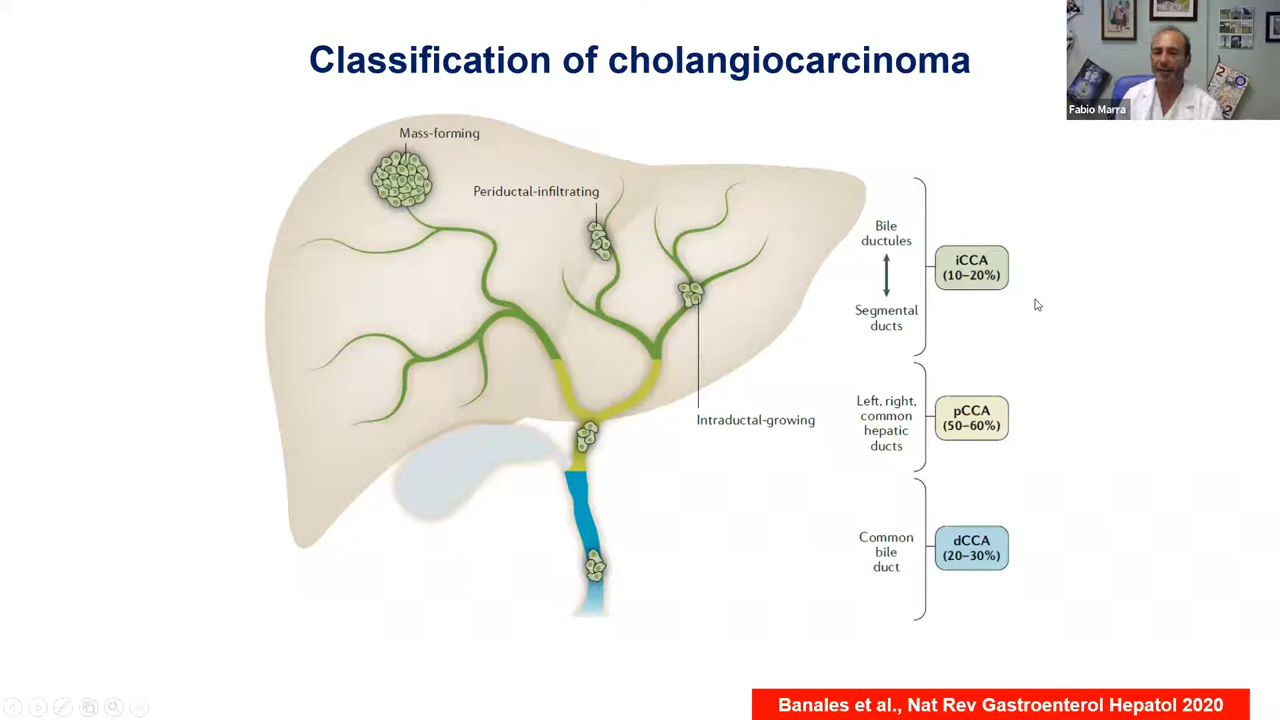 Classification of cholangiocarcinoma
Fabio Marra
Mass-forming
Periductal-infiltrating
Bile
ductules
Segmental
ducts
iCCA
(10–20%)
Intraductal-growing
Left, right,
common
hepatic
ducts
pCCA
(50–60%)
Common
bile
duct
dCCA
(20–30%)
Banales et al., Nat Rev Gastroenterol Hepatol 2020